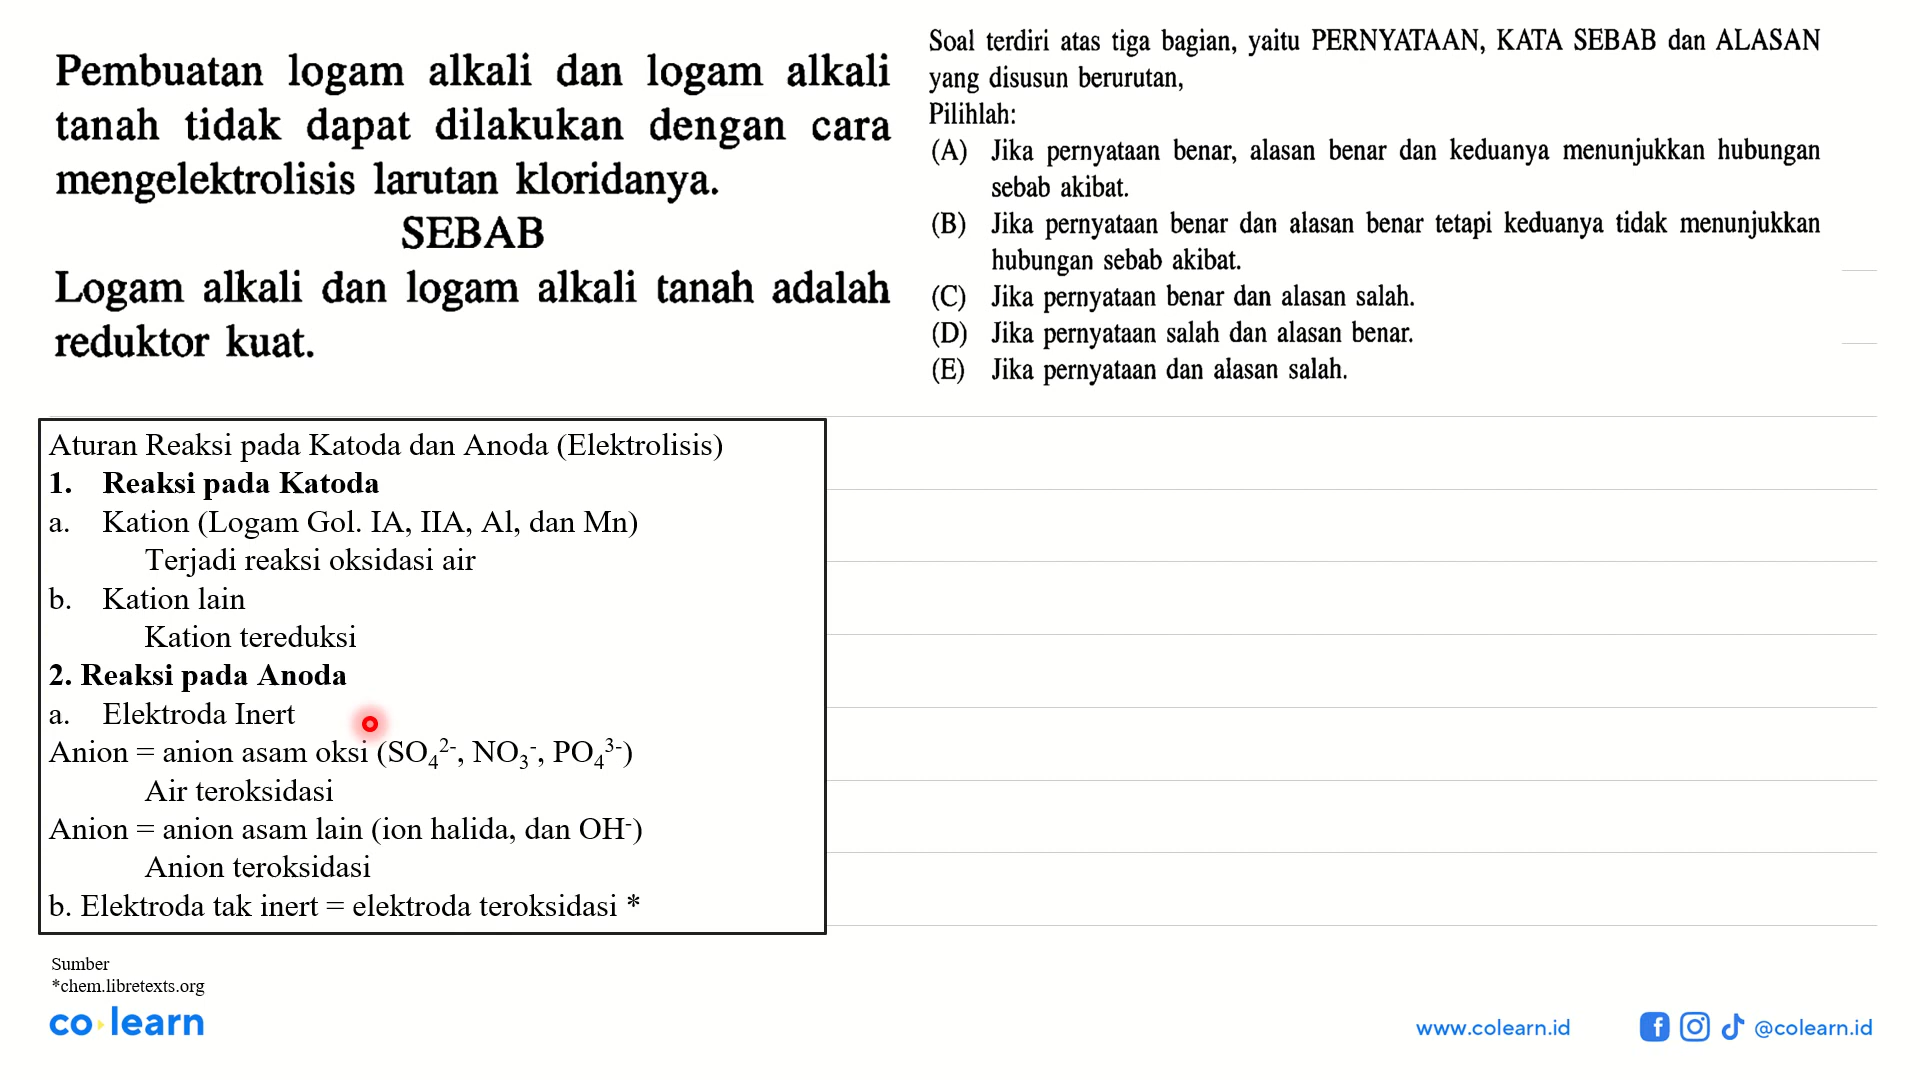 Pembuatan logam alkali dan logam alkali
tanah tidak dapat dilakukan dengan cara
mengelektrolisis larutan kloridanya.
SEBAB
Logam alkali dan logam alkali tanah adalah
reduktor kuat.
Soal terdiri atas tiga bagian, yaitu PERNYATAAN, KATA SEBAB dan ALASAN
yang disusun berurutan,
Pilihlah:
(A) Jika pernyataan benar, alasan benar dan keduanya menunjukkan hubungan
sebab akibat.
(B) Jika pernyataan benar dan alasan benar tetapi keduanya tidak menunjukkan
hubungan sebab akibat.
(C) Jika pernyataan benar dan alasan salah.
(D) Jika pernyataan salah dan alasan benar.
(E) Jika pernyataan dan alasan salah.
Aturan Reaksi pada Katoda dan Anoda (Elektrolisis)
1. Reaksi pada Katoda
a. Kation (Logam Gol. IA, IIA, Al, dan Mn)
Terjadi reaksi oksidasi air
b. Kation lain
Kation tereduksi
2. Reaksi pada Anoda
a. Elektroda Inert
Anion = anion asam oksi (SO₄²⁻, NO₃⁻, PO₄³⁻)
Air teroksidasi
Anion = anion asam lain (ion halida, dan OH⁻)
Anion teroksidasi
b. Elektroda tak inert = elektroda teroksidasi *
Sumber
*chem.libretexts.org
co learn
www.colearn.id
@colearn.id